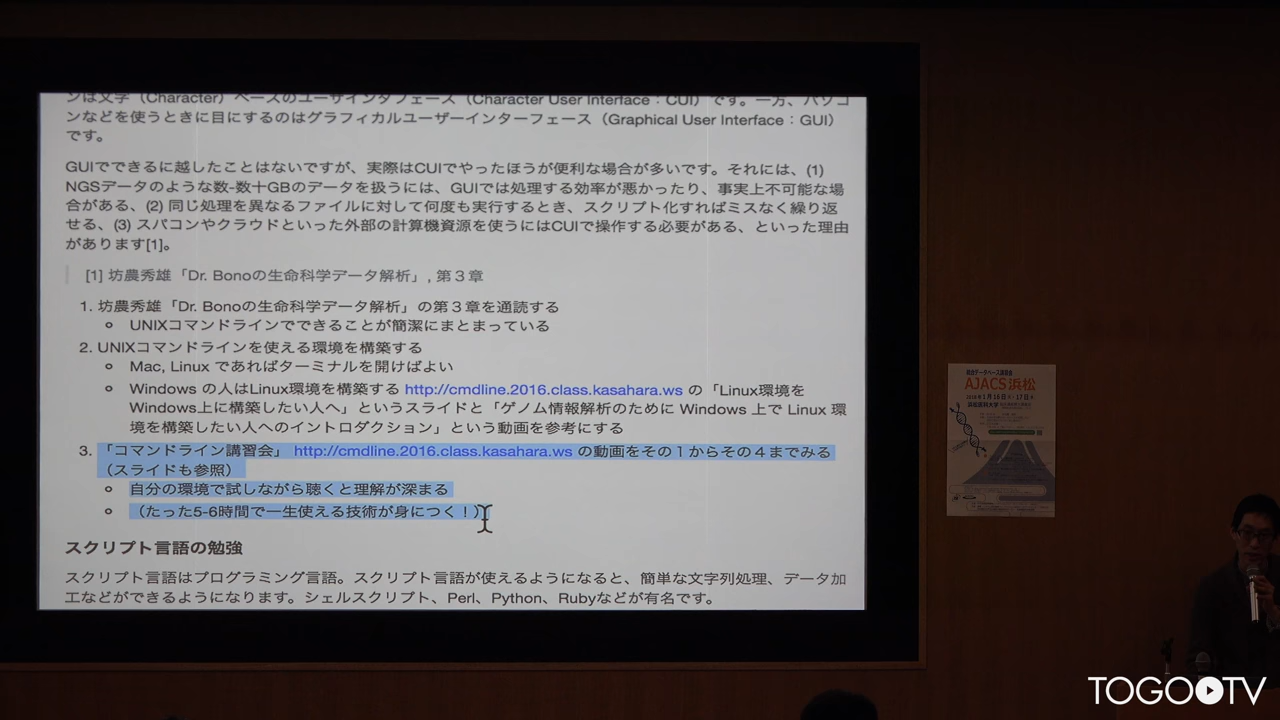 ンは文字（Character）ベースのユーザインタフェース（Character User Interface：CUI）です。一方、パソコ
ンなどを使うときに目にするのはグラフィカルユーザーインターフェース（Graphical User Interface：GUI）
です。
GUIでできるに越したことはないですが、実際はCUIでやったほうが便利な場合が多いです。それには、(1)
NGSデータのような数-数十GBのデータを扱うには、GUIでは処理する効率が悪かったり、事実上不可能な場
合がある、(2) 同じ処理を異なるファイルに対して何度も実行するとき、スクリプト化すればミスなく繰り返
せる、(3) スパコンやクラウドといった外部の計算機資源を使うにはCUIで操作する必要がある、といった理由
があります[1]。
[1] 坊農秀雄「Dr. Bonoの生命科学データ解析」, 第３章
1. 坊農秀雄「Dr. Bonoの生命科学データ解析」の第３章を通読する
UNIXコマンドラインでできることが簡潔にまとまっている
2. UNIXコマンドラインを使える環境を構築する
Mac, Linux であればターミナルを開けばよい
Windows の人はLinux環境を構築する http://cmdline.2016.class.kasahara.ws の「Linux環境を
Windows上に構築したい人へ」というスライドと「ゲノム情報解析のために Windows 上で Linux 環
境を構築したい人へのイントロダクション」という動画を参考にする
3. 「コマンドライン講習会」 http://cmdline.2016.class.kasahara.ws の動画をその１からその４までみる
（スライドも参照）
自分の環境で試しながら聴くと理解が深まる
（たった5-6時間で一生使える技術が身につく！）
スクリプト言語の勉強
スクリプト言語はプログラミング言語。スクリプト言語が使えるようになると、簡単な文字列処理、データ加
工などができるようになります。シェルスクリプト、Perl、Python、Rubyなどが有名です。
統合データベース講習会
AJACS浜松
浜松医科大学
TOGOTV